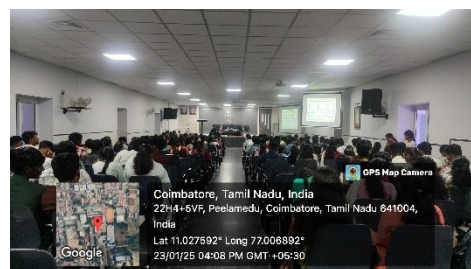 GPS Map Camera
Coimbatore, Tamil Nadu, India
22H4+5VF, Peelamedu, Coimbatore, Tamil Nadu 641004,
India
Lat 11.027592° Long 77.006892°
23/01/25 04:08 PM GMT +05:30
Google